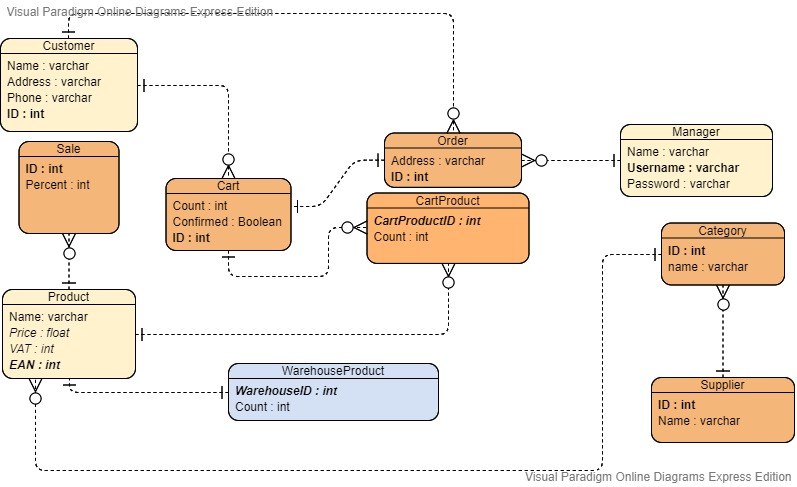 Visual Paradigm Online Diagrams Express Edition
Customer
Name : varchar
Address : varchar
Phone : varchar
ID : int
Sale
ID : int
Percent : int
Cart
Count : int
Confirmed : Boolean
ID : int
Order
Address : varchar
ID : int
Manager
Name : varchar
Username : varchar
Password : varchar
CartProduct
CartProductID : int
Count : int
Category
ID : int
name : varchar
Product
Name: varchar
Price : float
VAT : int
EAN : int
WarehouseProduct
WarehouseID : int
Count : int
Supplier
ID : int
Name : varchar
Visual Paradigm Online Diagrams Express Edition